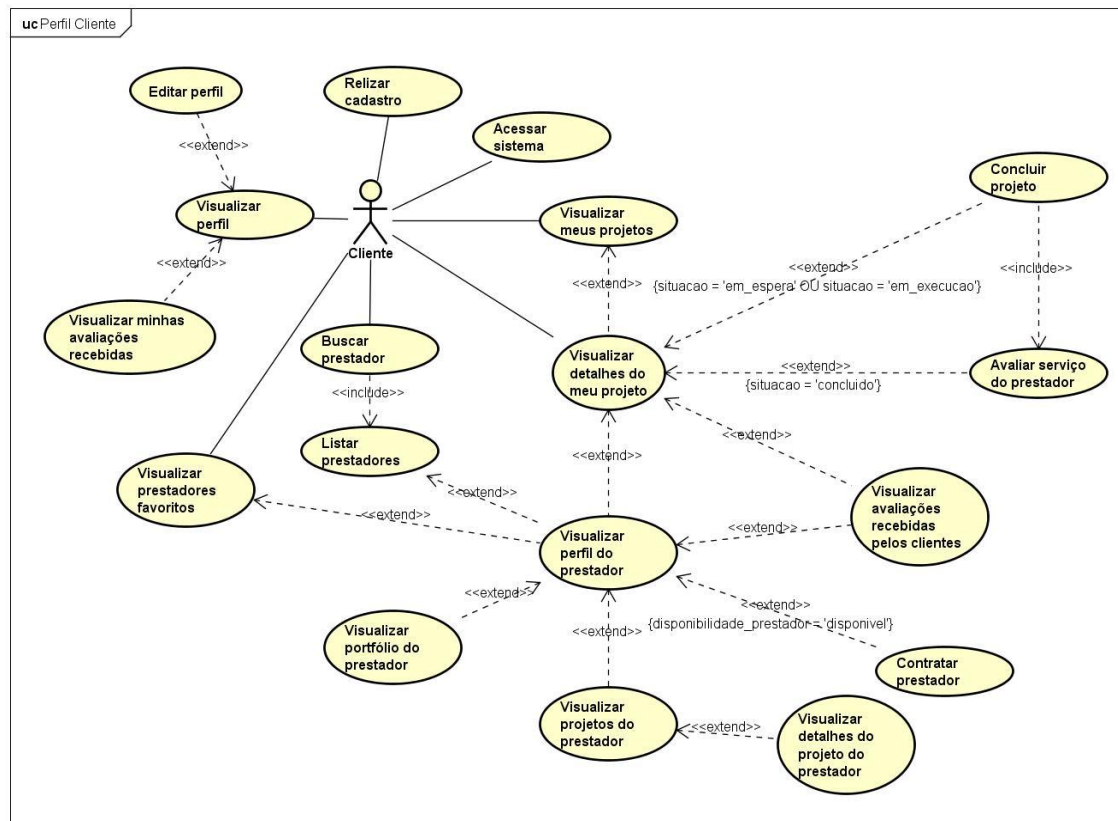 uc Perfil Cliente
Editar perfil
Relizar
cadastro
Acessar
sistema
<<extend>>
Visualizar
perfil
Cliente
Visualizar
meus projetos
Concluir
projeto
<<extend>>
<<extend>>
<<extend>>
{situacao = 'em_espera' OU situacao = 'em_execucao'}
<<include>>
Visualizar minhas
avaliações
recebidas
Buscar
prestador
Visualizar
detalhes do
meu projeto
<<extend>>
{situacao = 'concluido'}
Avaliar serviço
do prestador
<<include>>
Listar
prestadores
<<extend>>
<<extend>>
Visualizar
prestadores
favoritos
<<extend>>
<<extend>>
Visualizar
perfil do
prestador
<<extend>>
Visualizar
avaliações
recebidas
pelos clientes
<<extend>>
Visualizar
portfólio do
prestador
<<extend>>
<<extend>>
{disponibilidade_prestador = 'disponivel'}
Contratar
prestador
Visualizar
projetos do
prestador
<<extend>>
Visualizar
detalhes do
projeto do
prestador